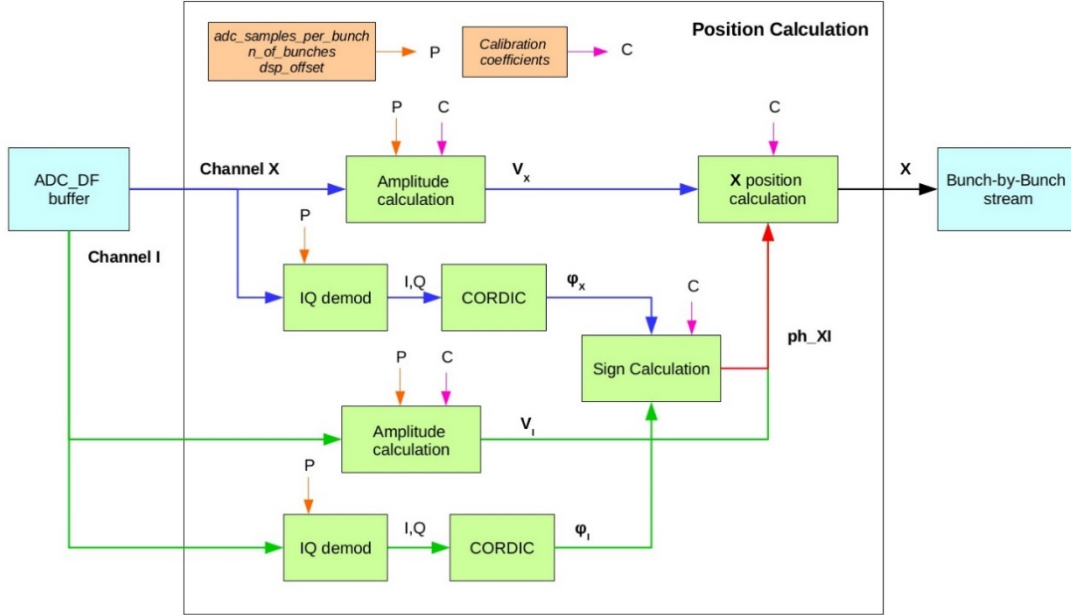 Position Calculation
adc_samples_per_bunch
n_of_bunches
dsp_offset
P
Calibration
coefficients
C
P
C
C
ADC_DF
buffer
Channel X
Amplitude
calculation
Vx
X position
calculation
X
Bunch-by-Bunch
stream
Channel I
P
IQ demod
I,Q
CORDIC
φx
C
Sign Calculation
ph_XI
P
C
Amplitude
calculation
VI
P
IQ demod
I,Q
CORDIC
φI